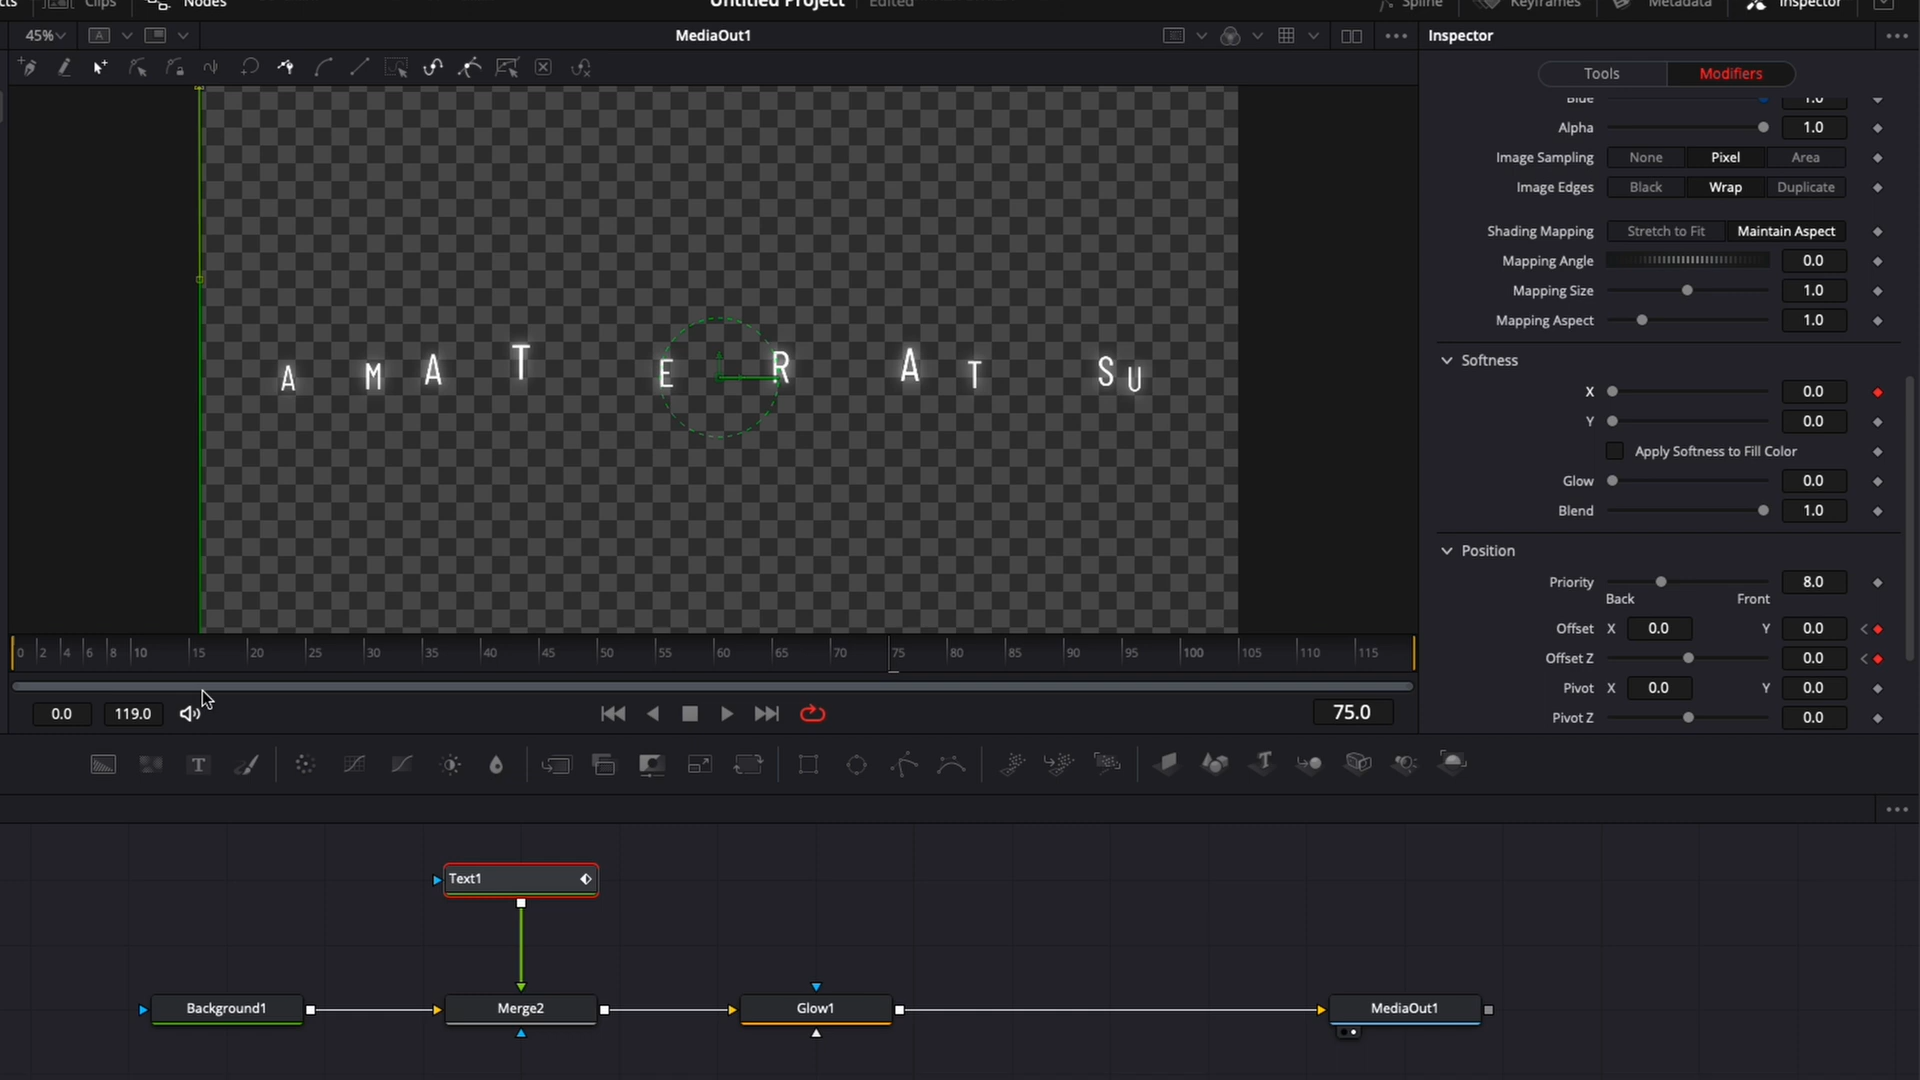 Clips Nodes Untitled Project Edited Spline Keyframes Metadata Inspector
45% A MediaOut1 Inspector
Tools Modifiers
Blue 1.0
Alpha 1.0
Image Sampling None Pixel Area
Image Edges Black Wrap Duplicate
Shading Mapping Stretch to Fit Maintain Aspect
Mapping Angle 0.0
Mapping Size 1.0
Mapping Aspect 1.0
Softness
X 0.0
Y 0.0
Apply Softness to Fill Color
Glow 0.0
Blend 1.0
Position
Priority 8.0
Back Front
Offset X 0.0 Y 0.0
Offset Z 0.0
Pivot X 0.0 Y 0.0
Pivot Z 0.0
A M A T E R A T S U
0 2 4 6 8 10 15 20 25 30 35 40 45 50 55 60 65 70 75 80 85 90 95 100 105 110 115
0.0 119.0 75.0
T T
Text1
Background1 Merge2 Glow1 MediaOut1